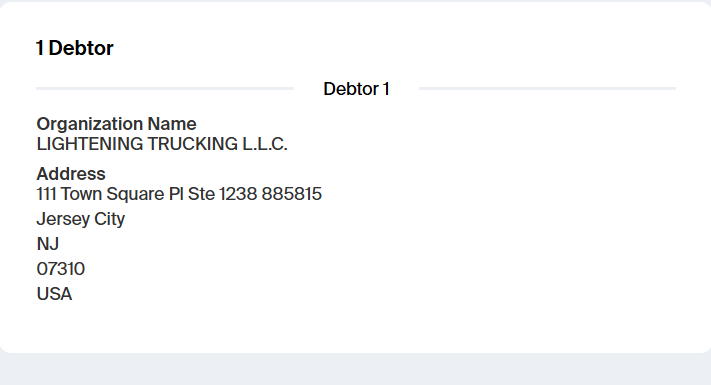 1 Debtor
Debtor 1
Organization Name
LIGHTENING TRUCKING L.L.C.
Address
111 Town Square Pl Ste 1238 885815
Jersey City
NJ
07310
USA